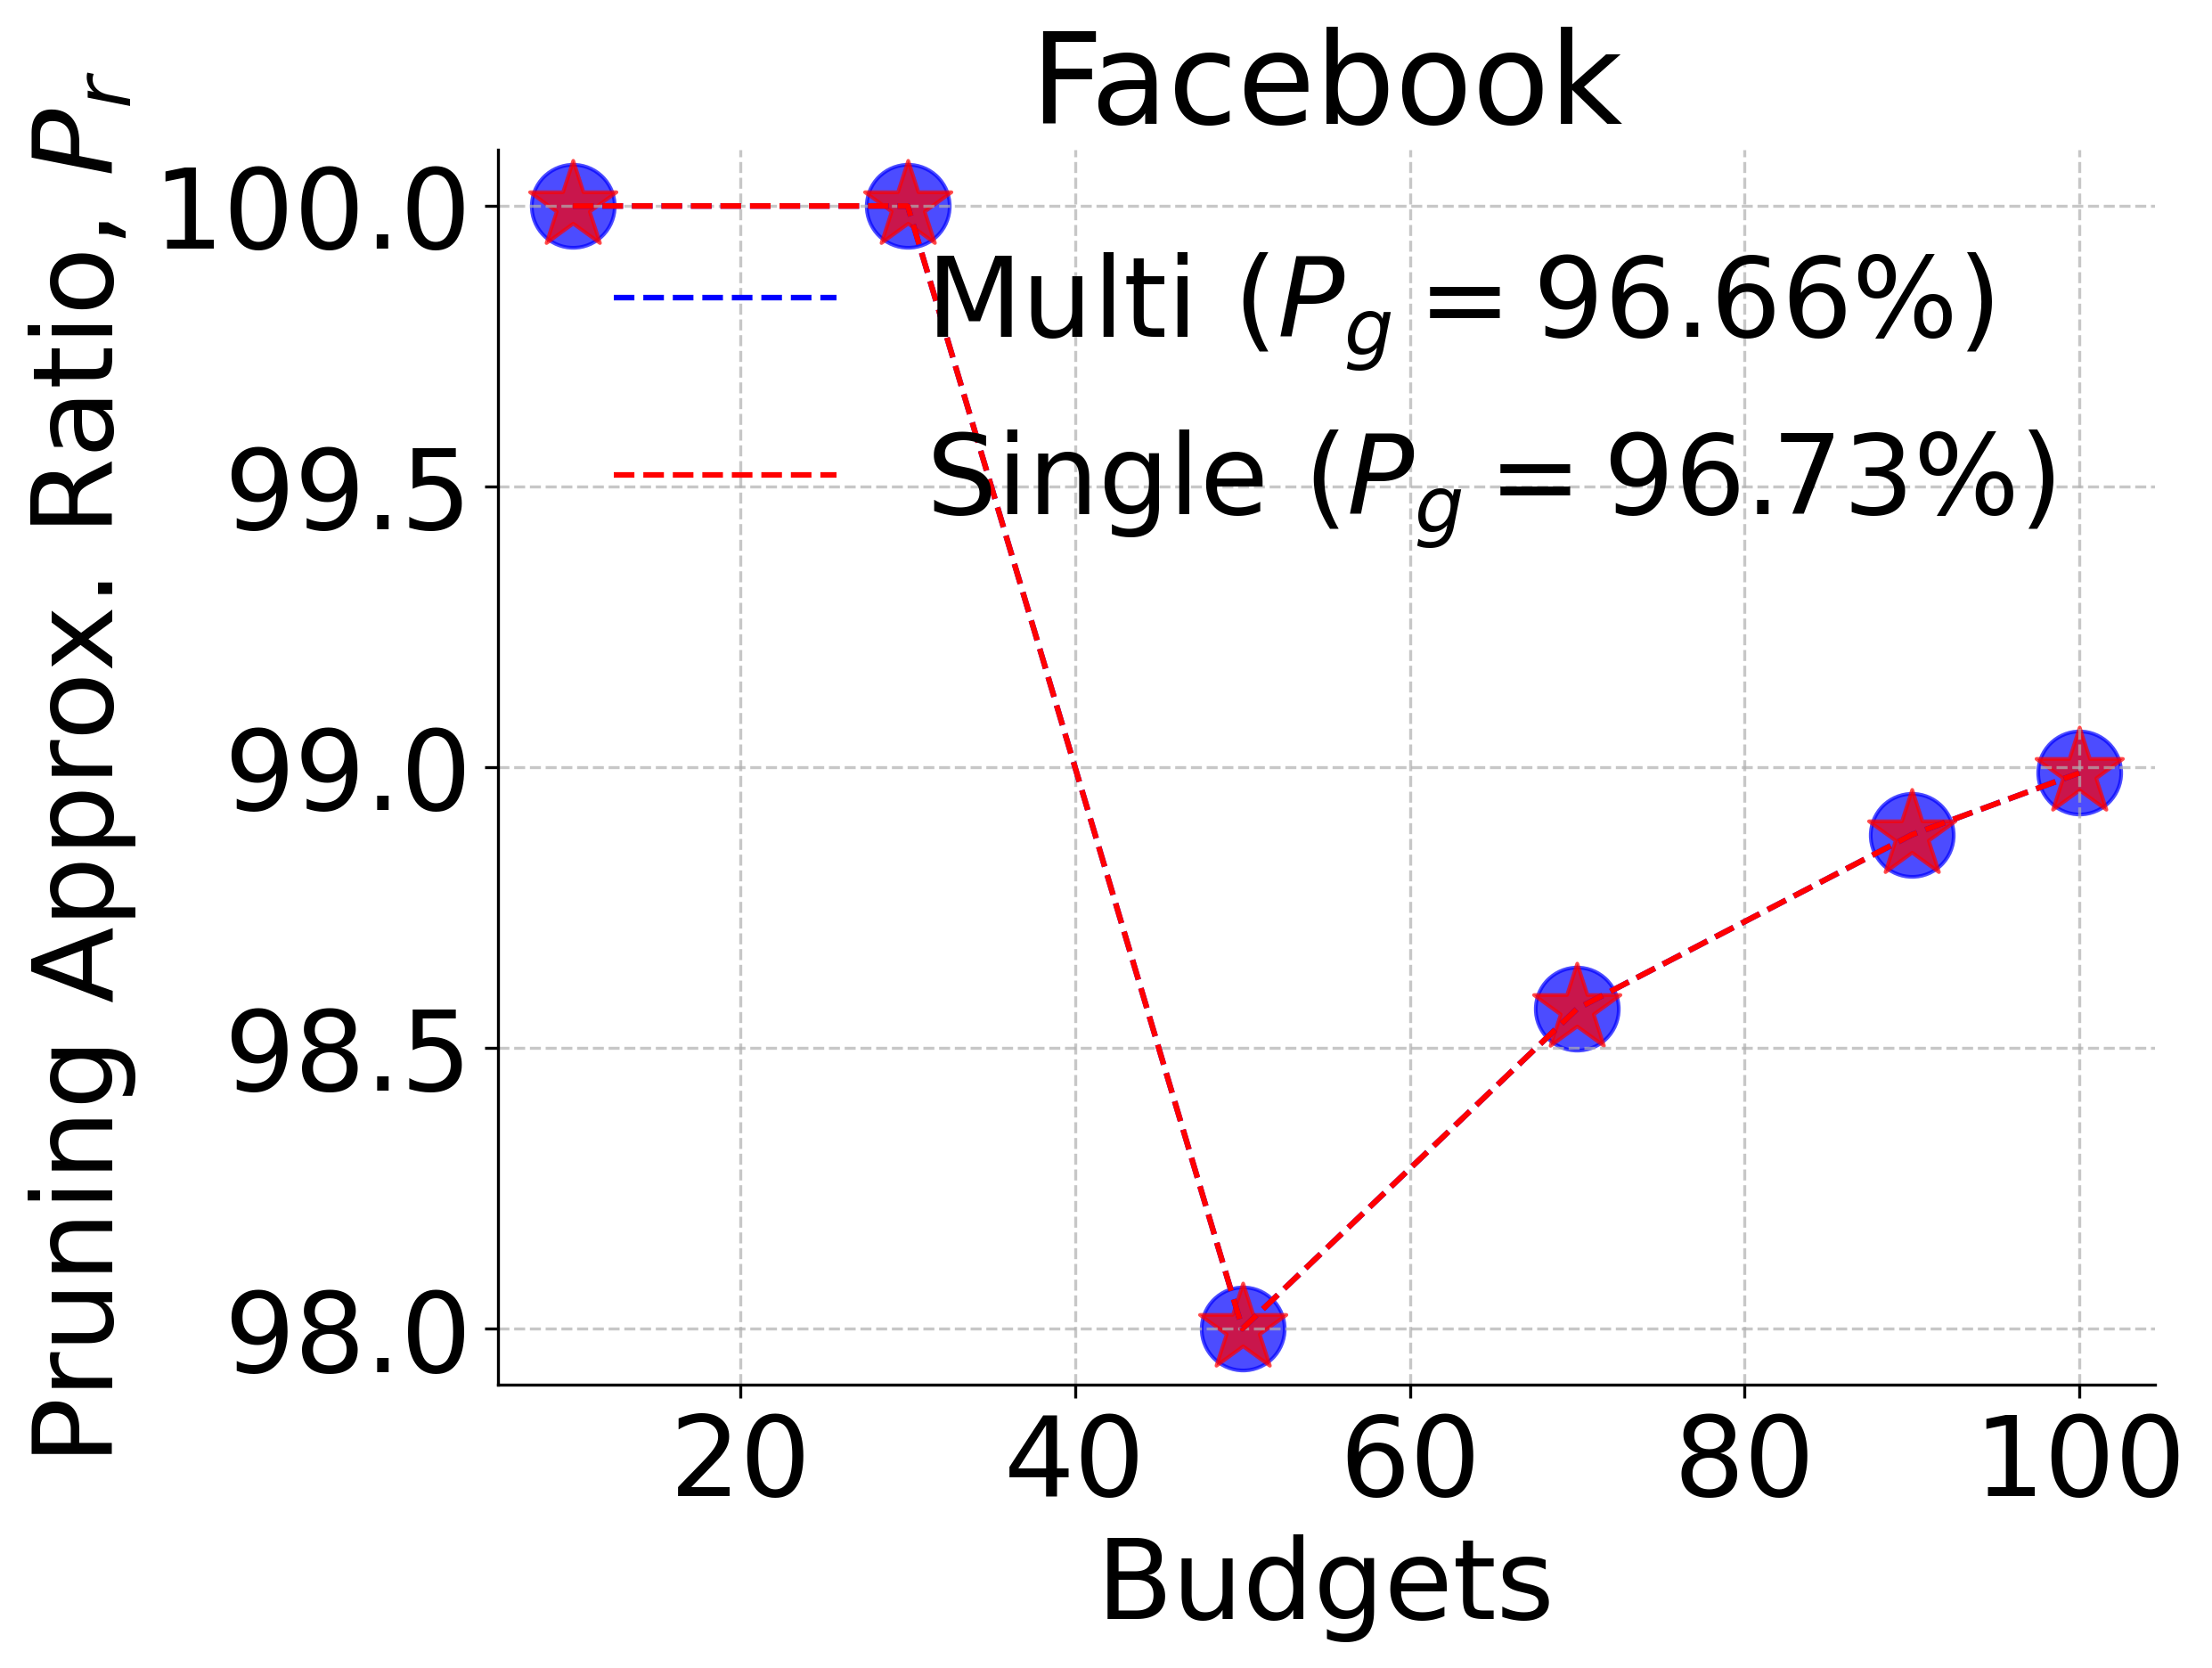 Facebook
Pruning Approx. Ratio, P_r
100.0
99.5
99.0
98.5
98.0
Multi (P_g = 96.66%)
Single (P_g = 96.73%)
20 40 60 80 100
Budgets